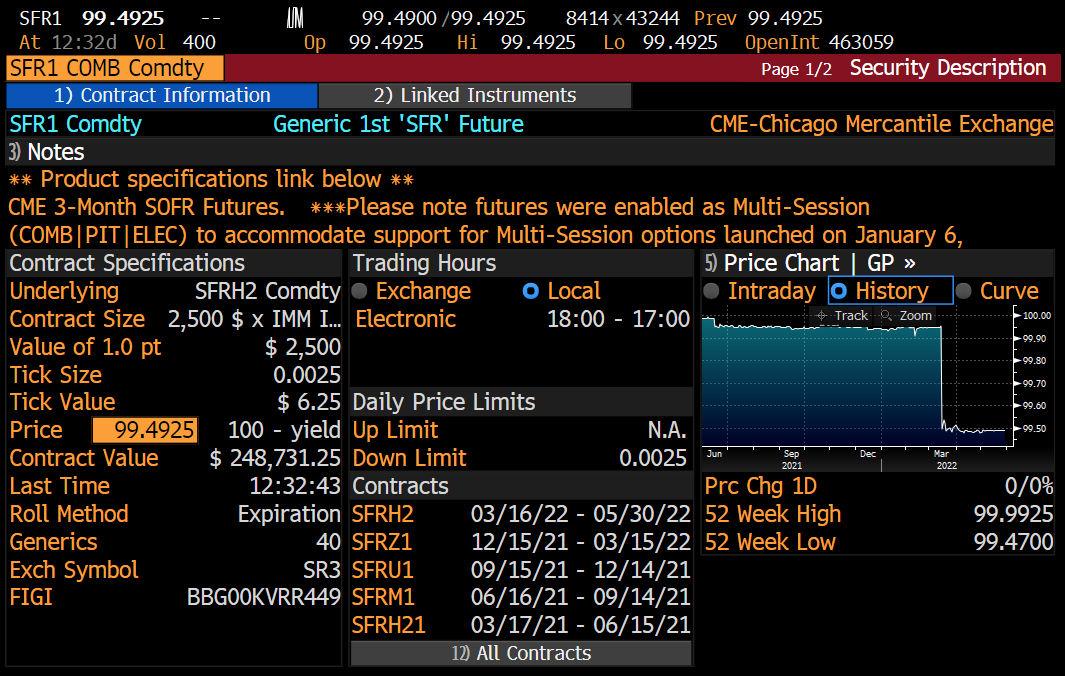 SFR1 99.4925 -- 99.4900 /99.4925 8414 x 43244 Prev 99.4925
At 12:32d Vol 400 Op 99.4925 Hi 99.4925 Lo 99.4925 OpenInt 463059
SFR1 COMB Comdty Page 1/2 Security Description
1) Contract Information 2) Linked Instruments
SFR1 Comdty Generic 1st 'SFR' Future CME-Chicago Mercantile Exchange
3) Notes
** Product specifications link below **
CME 3-Month SOFR Futures. ***Please note futures were enabled as Multi-Session
(COMB|PIT|ELEC) to accommodate support for Multi-Session options launched on January 6,
Contract Specifications
Underlying SFRH2 Comdty
Contract Size 2,500 $ x IMM I…
Value of 1.0 pt $ 2,500
Tick Size 0.0025
Tick Value $ 6.25
Price 99.4925 100 - yield
Contract Value $ 248,731.25
Last Time 12:32:43
Roll Method Expiration
Generics 40
Exch Symbol SR3
FIGI BBG00KVRR449
Trading Hours
Exchange Local
Electronic 18:00 - 17:00
Daily Price Limits
Up Limit N.A.
Down Limit 0.0025
Contracts
SFRH2 03/16/22 - 05/30/22
SFRZ1 12/15/21 - 03/15/22
SFRU1 09/15/21 - 12/14/21
SFRM1 06/16/21 - 09/14/21
SFRH21 03/17/21 - 06/15/21
12) All Contracts
5) Price Chart | GP »
Intraday History Curve
Track Zoom
100.00
99.90
99.80
99.70
99.60
99.50
Jun Sep Dec Mar
2021 2022
Prc Chg 1D 0/0%
52 Week High 99.9925
52 Week Low 99.4700